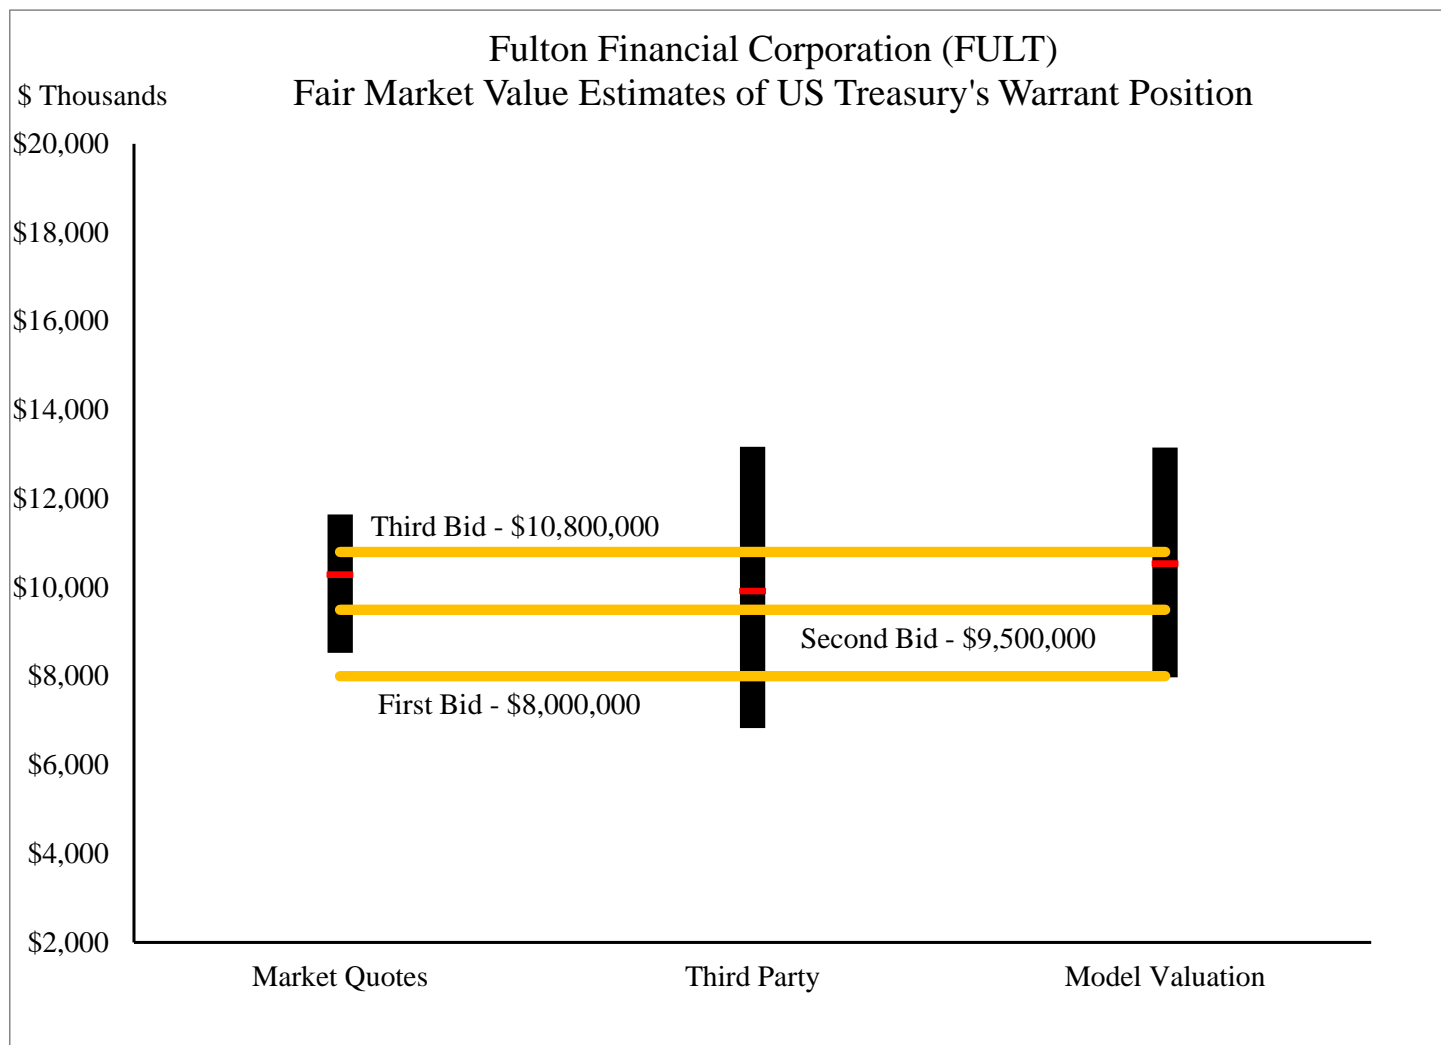 Fulton Financial Corporation (FULT)
Fair Market Value Estimates of US Treasury's Warrant Position
$ Thousands
$20,000
$18,000
$16,000
$14,000
$12,000
$10,000
$8,000
$6,000
$4,000
$2,000
Third Bid - $10,800,000
Second Bid - $9,500,000
First Bid - $8,000,000
Market Quotes
Third Party
Model Valuation